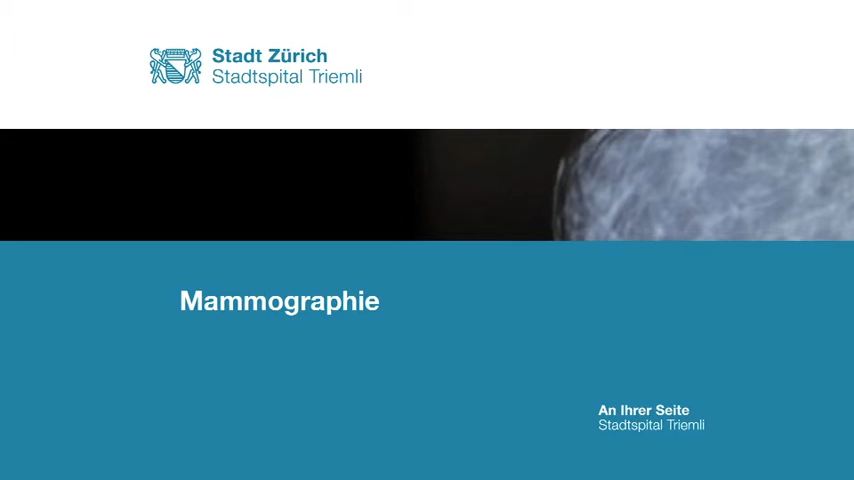 Stadt Zürich
Stadtspital Triemli
Mammographie
An Ihrer Seite
Stadtspital Triemli